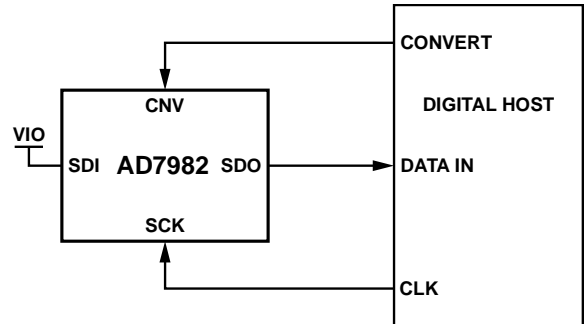 CONVERT
CNV
DIGITAL HOST
VIO
SDI AD7982 SDO
DATA IN
SCK
CLK